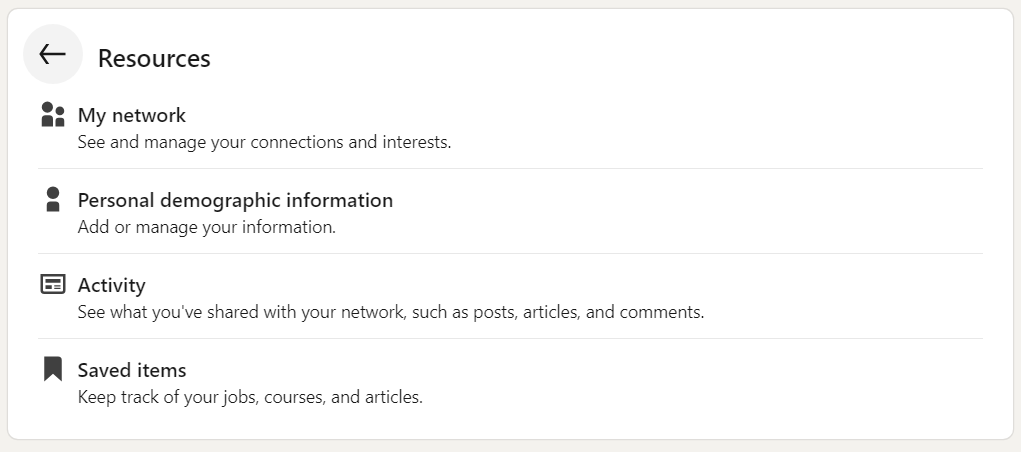 Resources
My network
See and manage your connections and interests.
Personal demographic information
Add or manage your information.
Activity
See what you've shared with your network, such as posts, articles, and comments.
Saved items
Keep track of your jobs, courses, and articles.